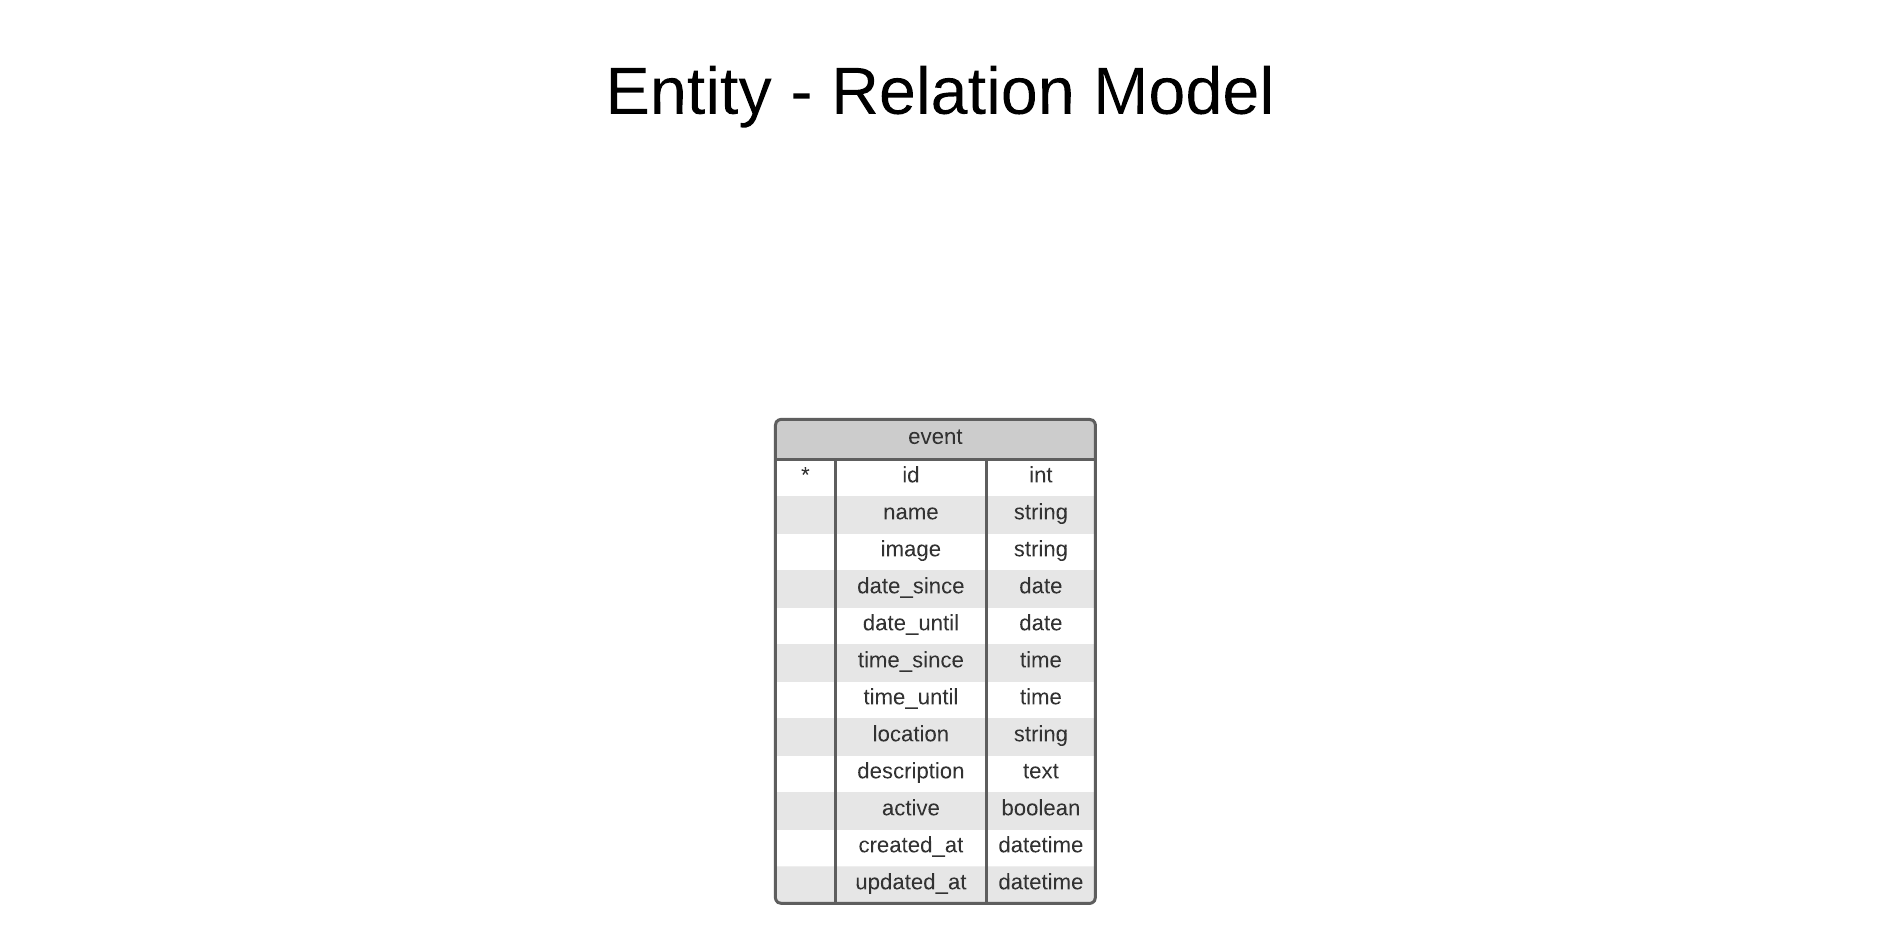 Entity - Relation Model
event
* id int
name string
image string
date_since date
date_until date
time_since time
time_until time
location string
description text
active boolean
created_at datetime
updated_at datetime